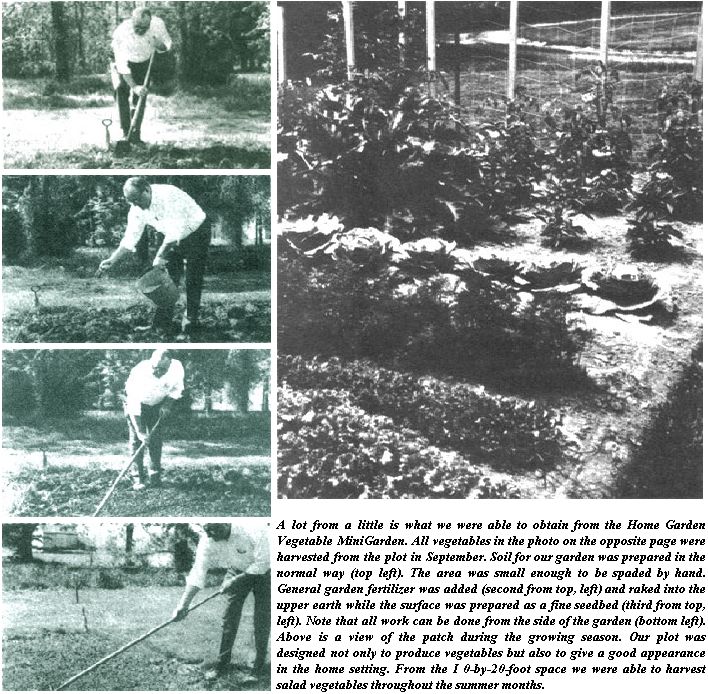 A lot from a little is what we were able to obtain from the Home Garden
Vegetable MiniGarden. All vegetables in the photo on the opposite page were
harvested from the plot in September. Soil for our garden was prepared in the
normal way (top left). The area was small enough to be spaded by hand.
General garden fertilizer was added (second from top, left) and raked into the
upper earth while the surface was prepared as a fine seedbed (third from top,
left). Note that all work can be done from the side of the garden (bottom left).
Above is a view of the patch during the growing season. Our plot was
designed not only to produce vegetables but also to give a good appearance
in the home setting. From the 1 0-by-20-foot space we were able to harvest
salad vegetables throughout the summer months.